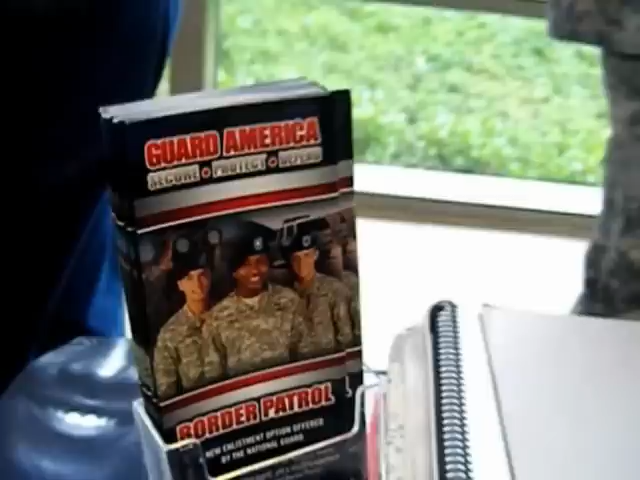 GUARD AMERICA
SECURE • PROTECT • DEFEND
BORDER PATROL
NEW ENLISTMENT OPTION OFFERED
BY THE NATIONAL GUARD